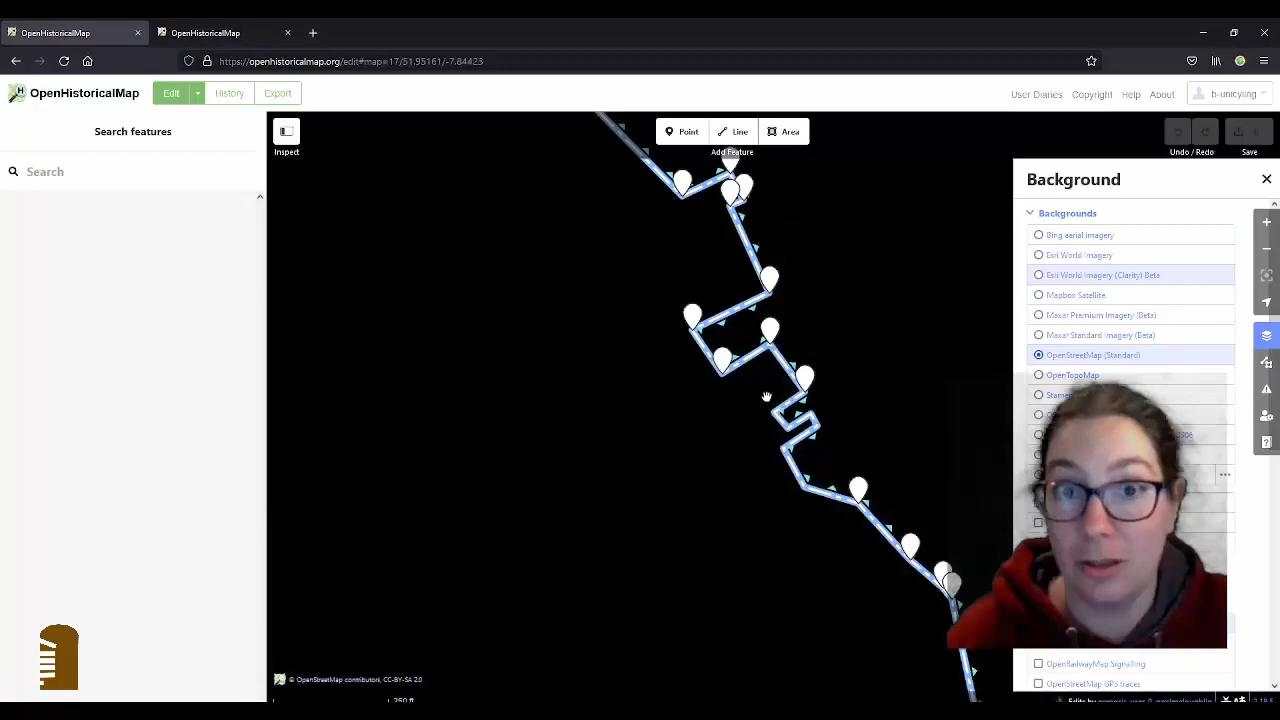 OpenHistoricalMap
OpenHistoricalMap
https://openhistoricalmap.org/edit#map=17/51.95161/-7.84423
OpenHistoricalMap
Edit
History
Export
User Diaries
Copyright
Help
About
b-unicyling
Search features
Search
Inspect
Point
Line
Area
Add Feature
Undo / Redo
Save
Background
Backgrounds
Bing aerial imagery
Esri World Imagery
Esri World Imagery (Clarity) Beta
Mapbox Satellite
Maxar Premium Imagery (Beta)
Maxar Standard Imagery (Beta)
OpenStreetMap (Standard)
OpenTopoMap
OpenRailwayMap Signalling
OpenStreetMap GPS traces
© OpenStreetMap contributors, CC-BY-SA 2.0